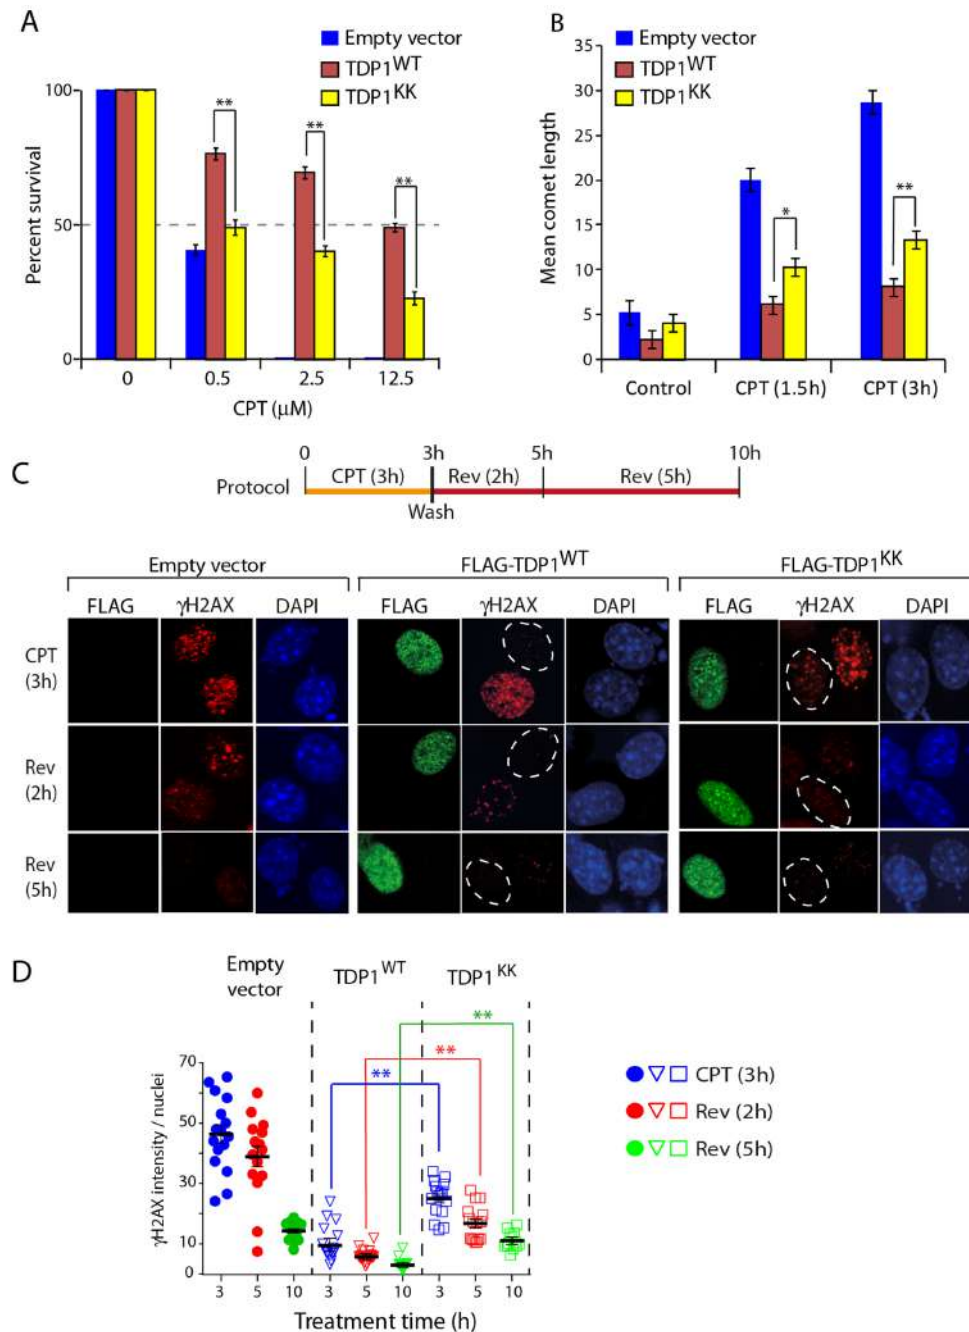 A
Empty vector
TDP1WT
TDP1KK
Percent survival
100
50
0
**
**
**
0
0.5
2.5
12.5
CPT (μM)
B
Empty vector
TDP1WT
TDP1KK
Mean comet length
35
30
25
20
15
10
5
0
*
**
Control
CPT (1.5h)
CPT (3h)
C
0
3h
5h
10h
Protocol
CPT (3h)
Rev (2h)
Rev (5h)
Wash
Empty vector
FLAG-TDP1WT
FLAG-TDP1KK
FLAG
γH2AX
DAPI
FLAG
γH2AX
DAPI
FLAG
γH2AX
DAPI
CPT
(3h)
Rev
(2h)
Rev
(5h)
D
Empty
vector
TDP1WT
TDP1KK
γH2AX intensity / nuclei
70
50
30
10
0
**
**
**
3
5
10
3
5
10
3
5
10
Treatment time (h)
CPT (3h)
Rev (2h)
Rev (5h)